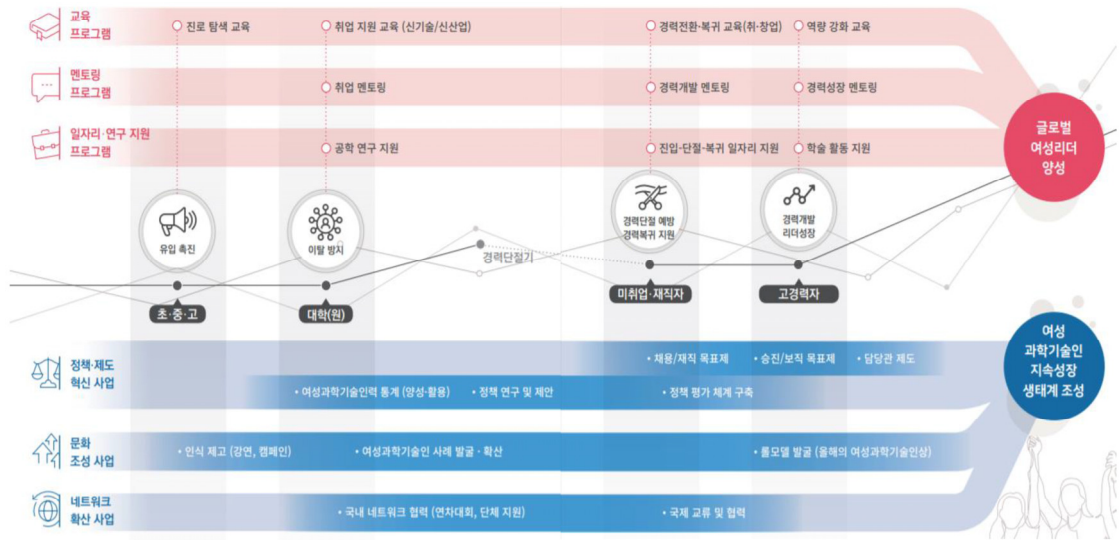 교육
프로그램
진로 탐색 교육
취업 지원 교육 (신기술/신산업)
경력전환·복귀 교육(취·창업)
역량 강화 교육
멘토링
프로그램
취업 멘토링
경력개발 멘토링
경력성장 멘토링
일자리·연구 지원
프로그램
공학 연구 지원
진입-단절-복귀 일자리 지원
학술 활동 지원
글로벌
여성리더
양성
유입 촉진
이탈 방지
경력단절 예방
경력복귀 지원
경력개발
리더성장
경력단절기
초·중·고
대학(원)
미취업·재직자
고경력자
정책·제도
혁신 사업
• 채용/재직 목표제
• 승진/보직 목표제
• 담당관 제도
• 여성과학기술인력 통계 (양성-활용)
• 정책 연구 및 제안
• 정책 평가 체계 구축
여성
과학기술인
지속성장
생태계 조성
문화
조성 사업
• 인식 제고 (강연, 캠페인)
• 여성과학기술인 사례 발굴·확산
• 롤모델 발굴 (올해의 여성과학기술인상)
네트워크
확산 사업
• 국내 네트워크 협력 (연차대회, 단체 지원)
• 국제 교류 및 협력